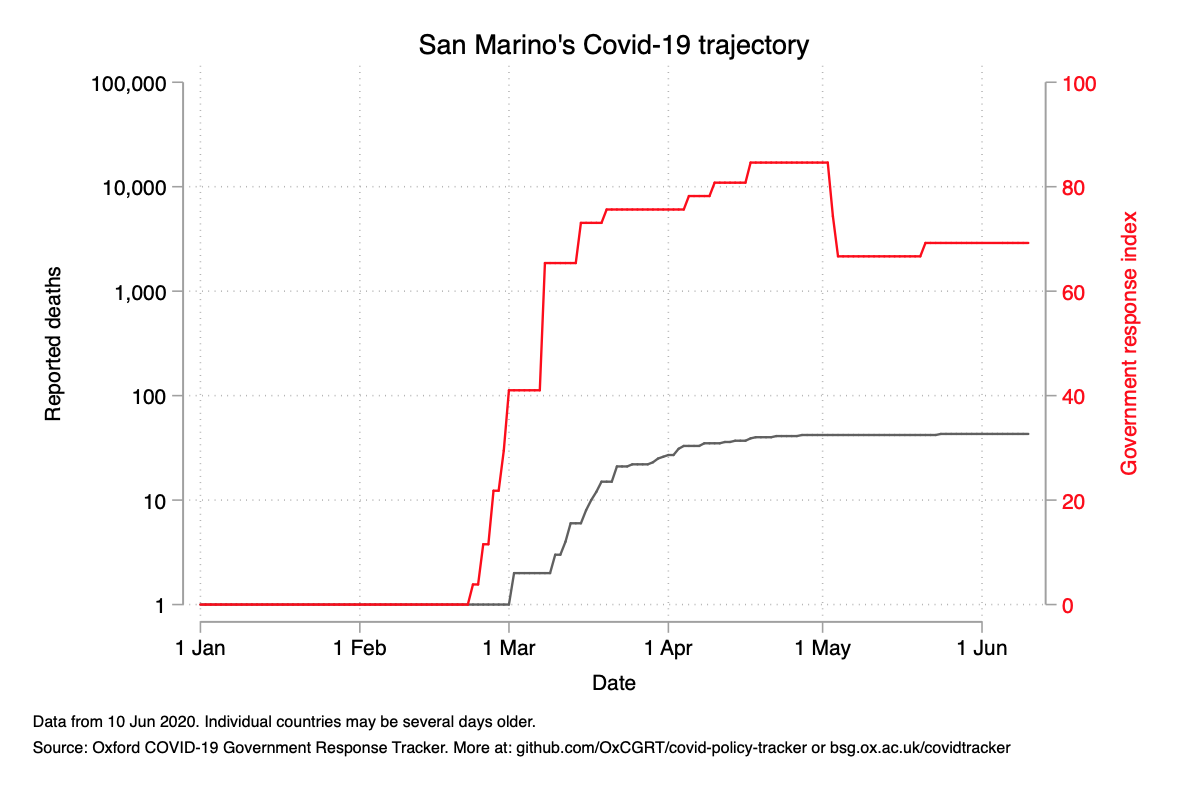 San Marino's Covid-19 trajectory
100,000
10,000
1,000
100
10
1
Reported deaths
100
80
60
40
20
0
Government response index
1 Jan
1 Feb
1 Mar
1 Apr
1 May
1 Jun
Date
Data from 10 Jun 2020. Individual countries may be several days older.
Source: Oxford COVID-19 Government Response Tracker. More at: github.com/OxCGRT/covid-policy-tracker or bsg.ox.ac.uk/covidtracker